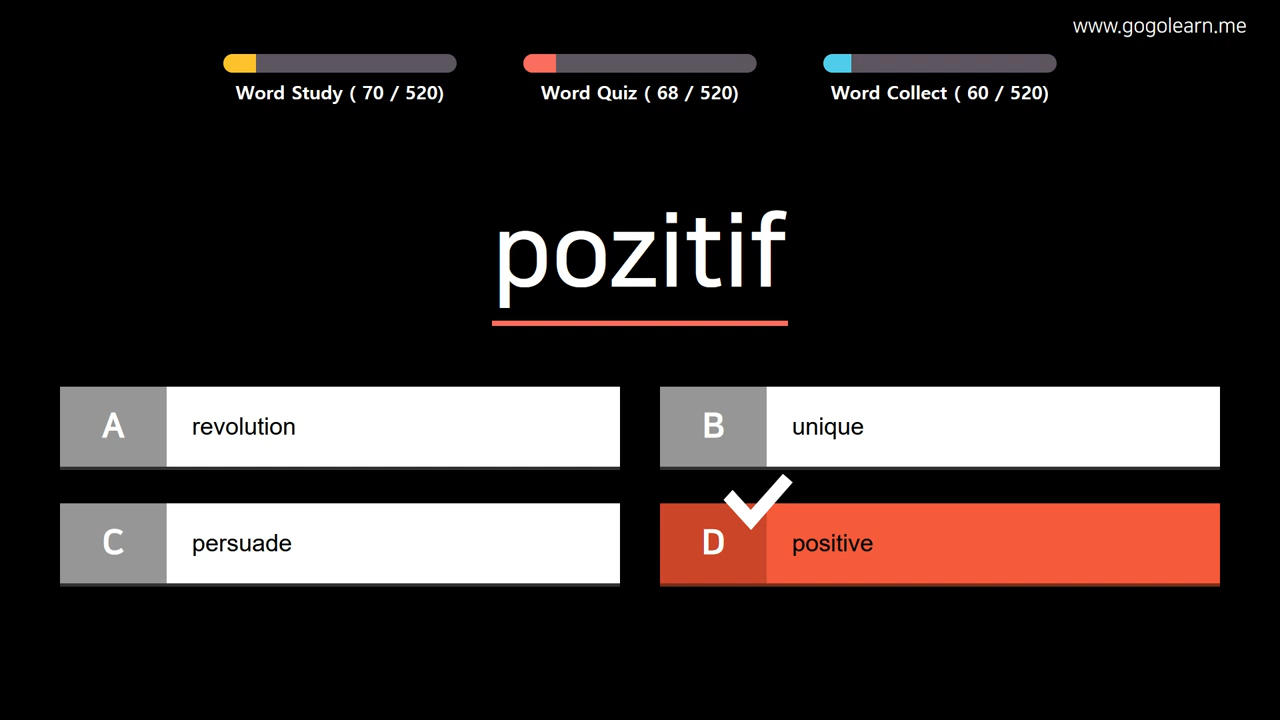 www.gogolearn.me
Word Study ( 70 / 520)
Word Quiz ( 68 / 520)
Word Collect ( 60 / 520)
pozitif
A revolution
B unique
C persuade
D positive